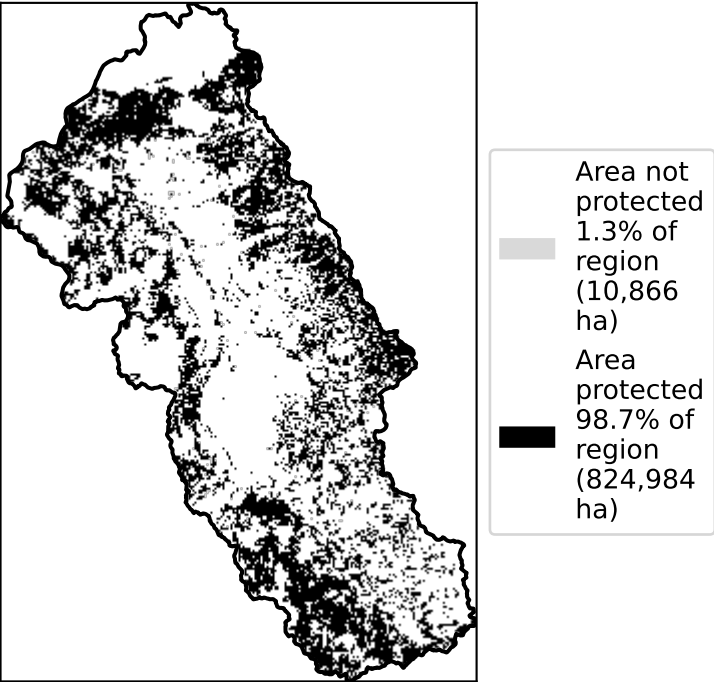 Area not
protected
1.3% of
region
(10,866
ha)
Area
protected
98.7% of
region
(824,984
ha)